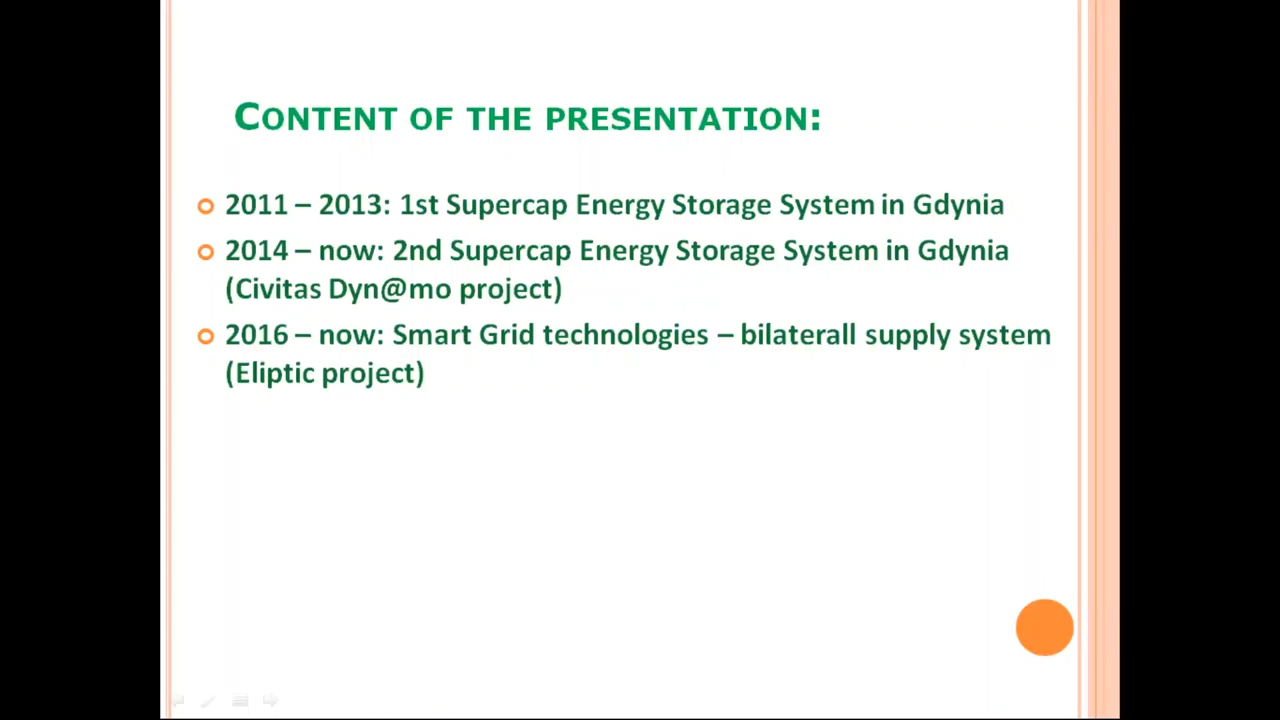 CONTENT OF THE PRESENTATION:
2011 – 2013: 1st Supercap Energy Storage System in Gdynia
2014 – now: 2nd Supercap Energy Storage System in Gdynia
(Civitas Dyn@mo project)
2016 – now: Smart Grid technologies – bilaterall supply system
(Eliptic project)